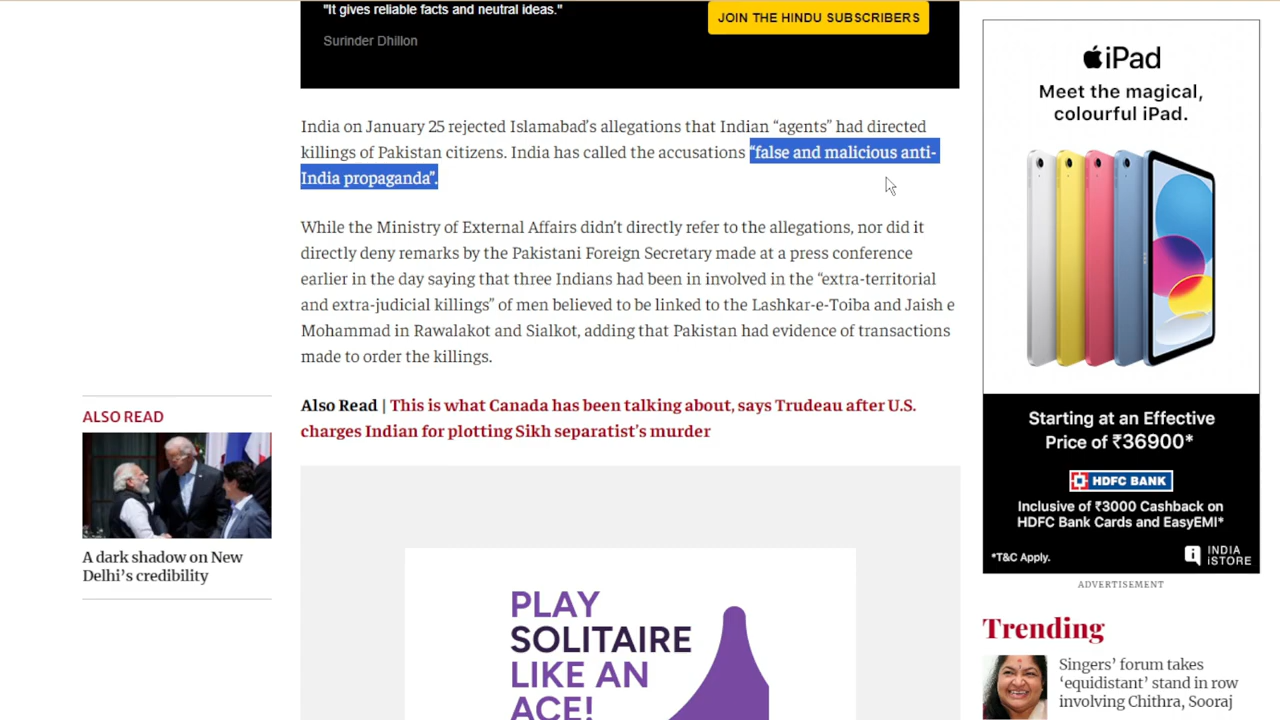 "It gives reliable facts and neutral ideas."
Surinder Dhillon
JOIN THE HINDU SUBSCRIBERS
India on January 25 rejected Islamabad’s allegations that Indian “agents” had directed
killings of Pakistan citizens. India has called the accusations “false and malicious anti-
India propaganda”.
While the Ministry of External Affairs didn’t directly refer to the allegations, nor did it
directly deny remarks by the Pakistani Foreign Secretary made at a press conference
earlier in the day saying that three Indians had been in involved in the “extra-territorial
and extra-judicial killings” of men believed to be linked to the Lashkar-e-Toiba and Jaish e
Mohammad in Rawalakot and Sialkot, adding that Pakistan had evidence of transactions
made to order the killings.
Also Read | This is what Canada has been talking about, says Trudeau after U.S.
charges Indian for plotting Sikh separatist’s murder
ALSO READ
A dark shadow on New
Delhi’s credibility
PLAY
SOLITAIRE
LIKE AN
ACE!
iPad
Meet the magical,
colourful iPad.
Starting at an Effective
Price of ₹36900*
HDFC BANK
Inclusive of ₹3000 Cashback on
HDFC Bank Cards and EasyEMI*
*T&C Apply.
INDIA
iSTORE
ADVERTISEMENT
Trending
Singers’ forum takes
‘equidistant’ stand in row
involving Chithra, Sooraj